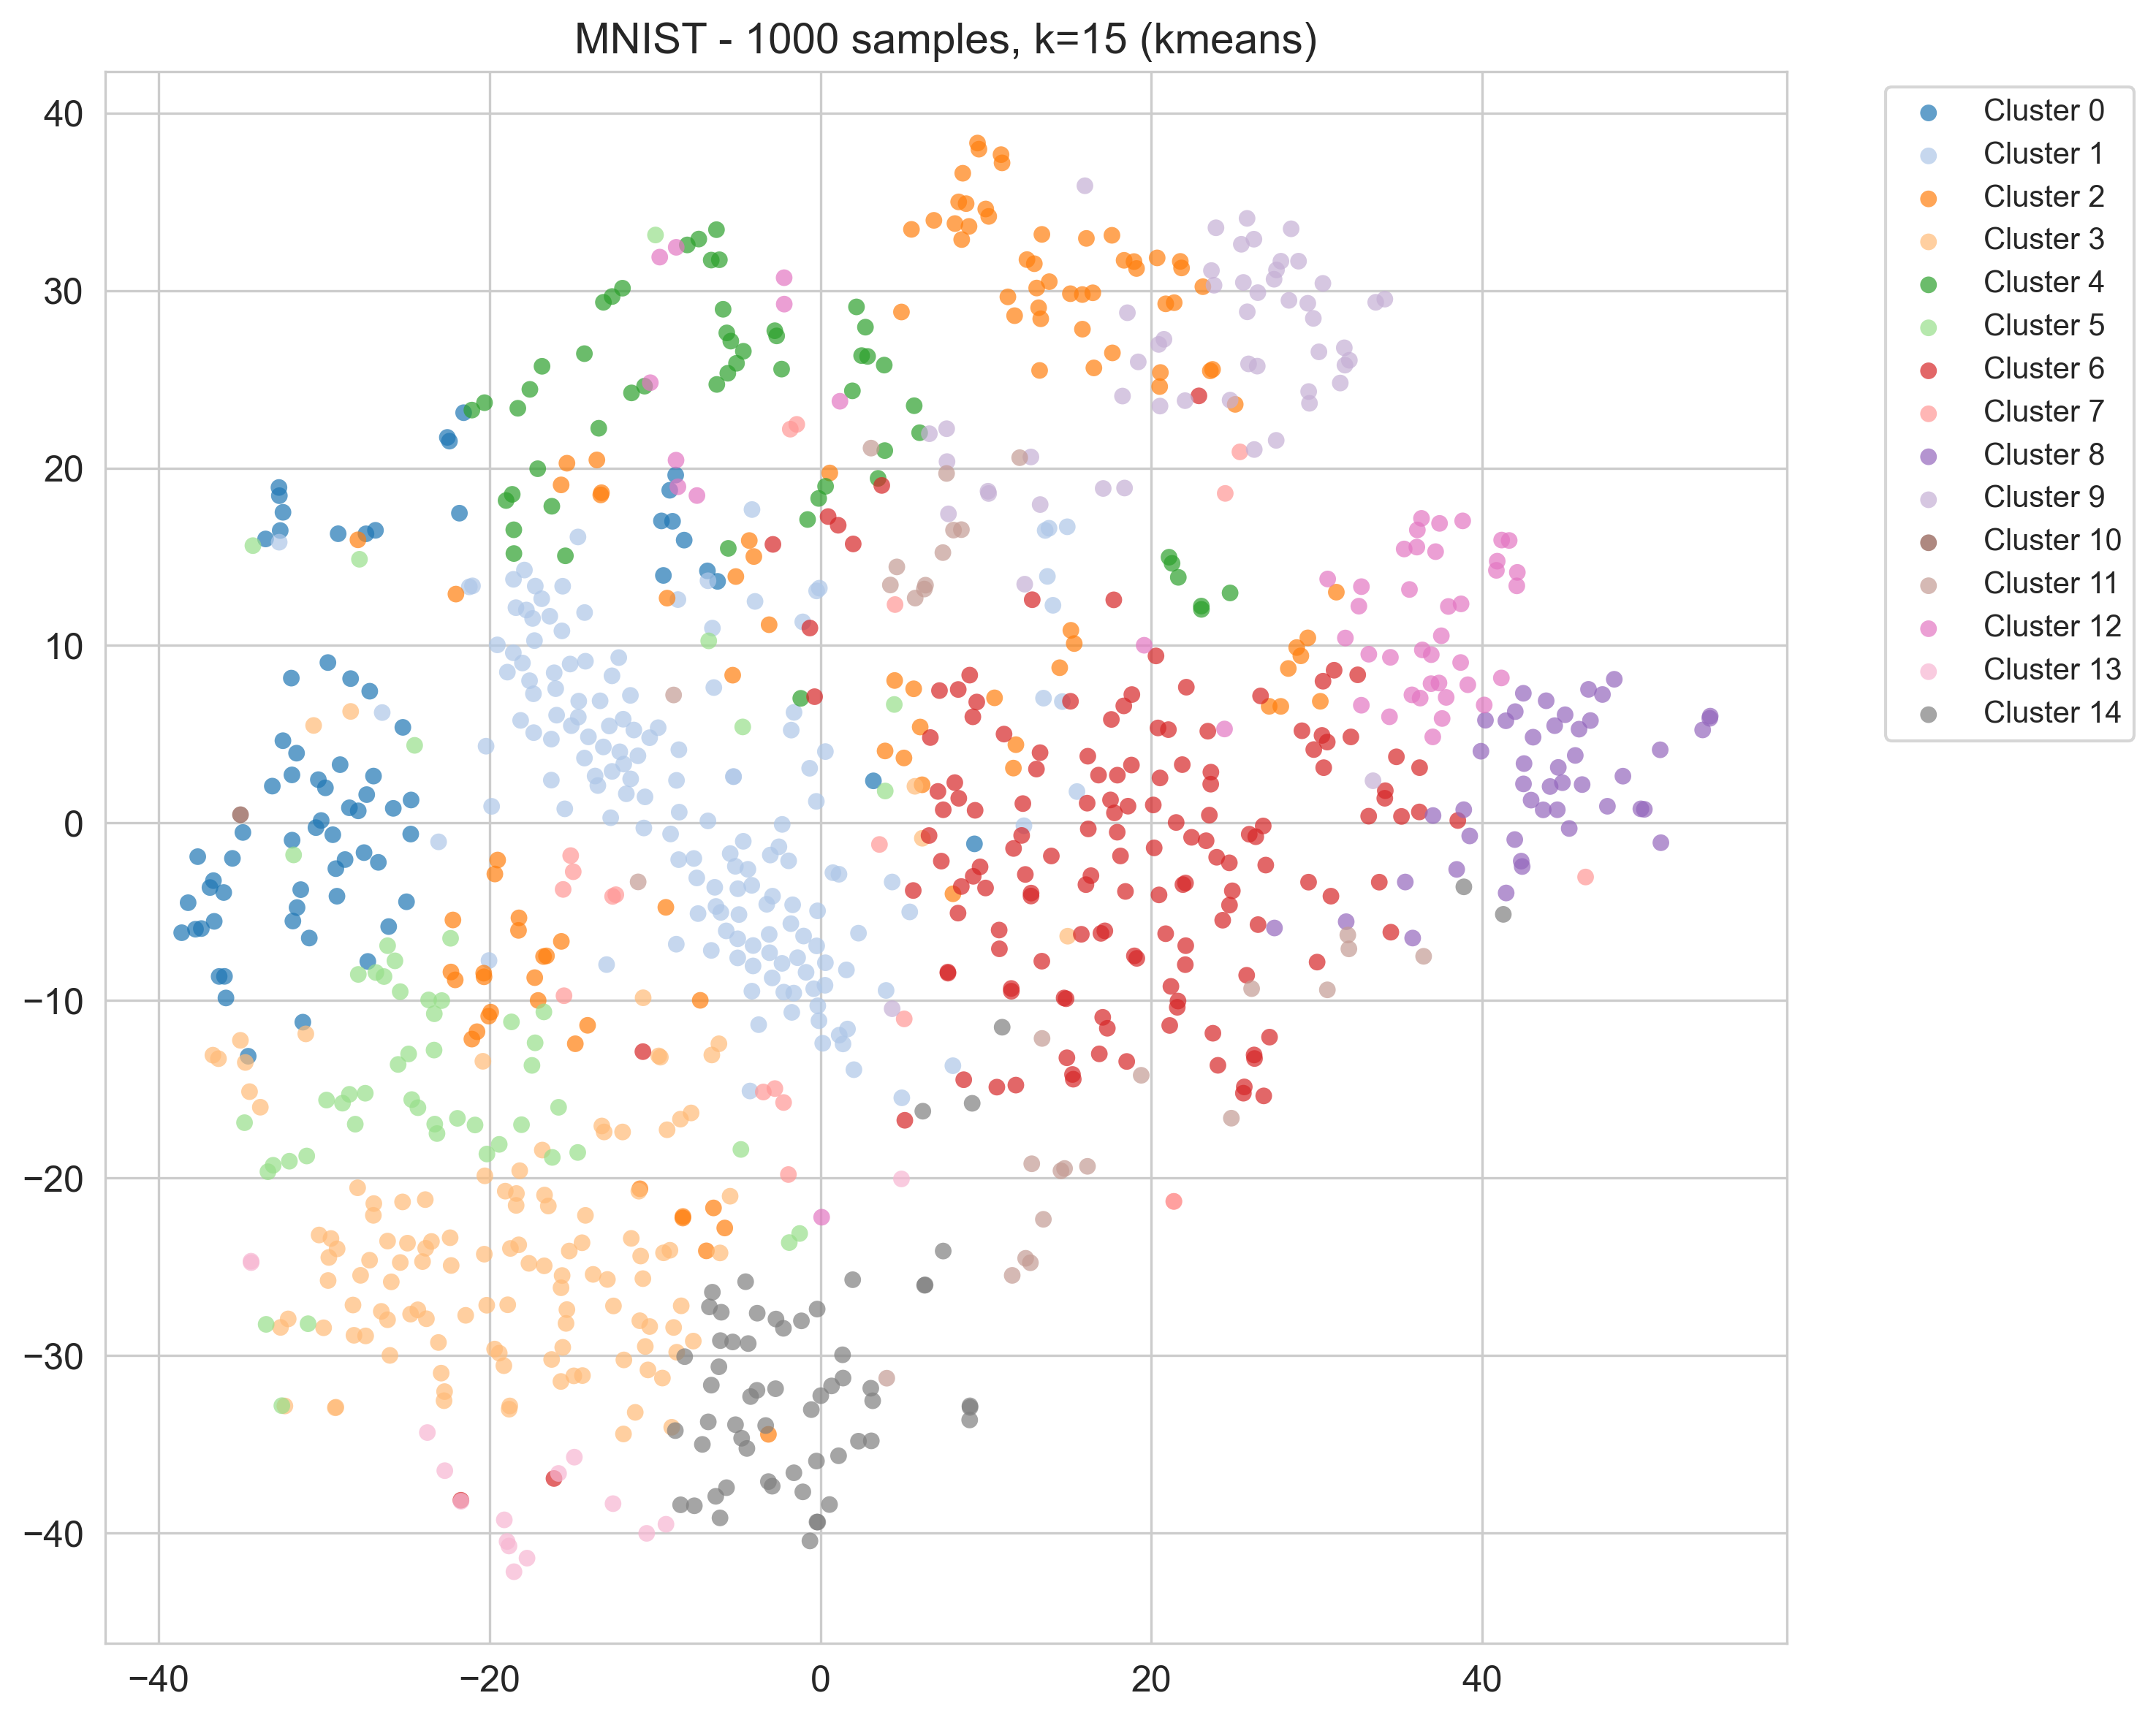 MNIST - 1000 samples, k=15 (kmeans)
40
30
20
10
0
−10
−20
−30
−40
−40 −20 0 20 40
Cluster 0
Cluster 1
Cluster 2
Cluster 3
Cluster 4
Cluster 5
Cluster 6
Cluster 7
Cluster 8
Cluster 9
Cluster 10
Cluster 11
Cluster 12
Cluster 13
Cluster 14